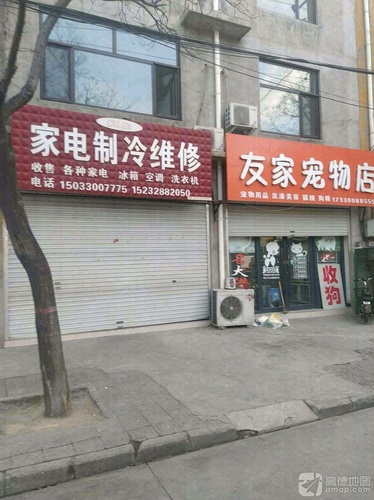 家电制冷维修
收售 各种家电 冰箱 空调 洗衣机
电话 15033007775 15232882050
友家宠物店
宠物用品 洗澡美容
收狗
高德地图
amap.com